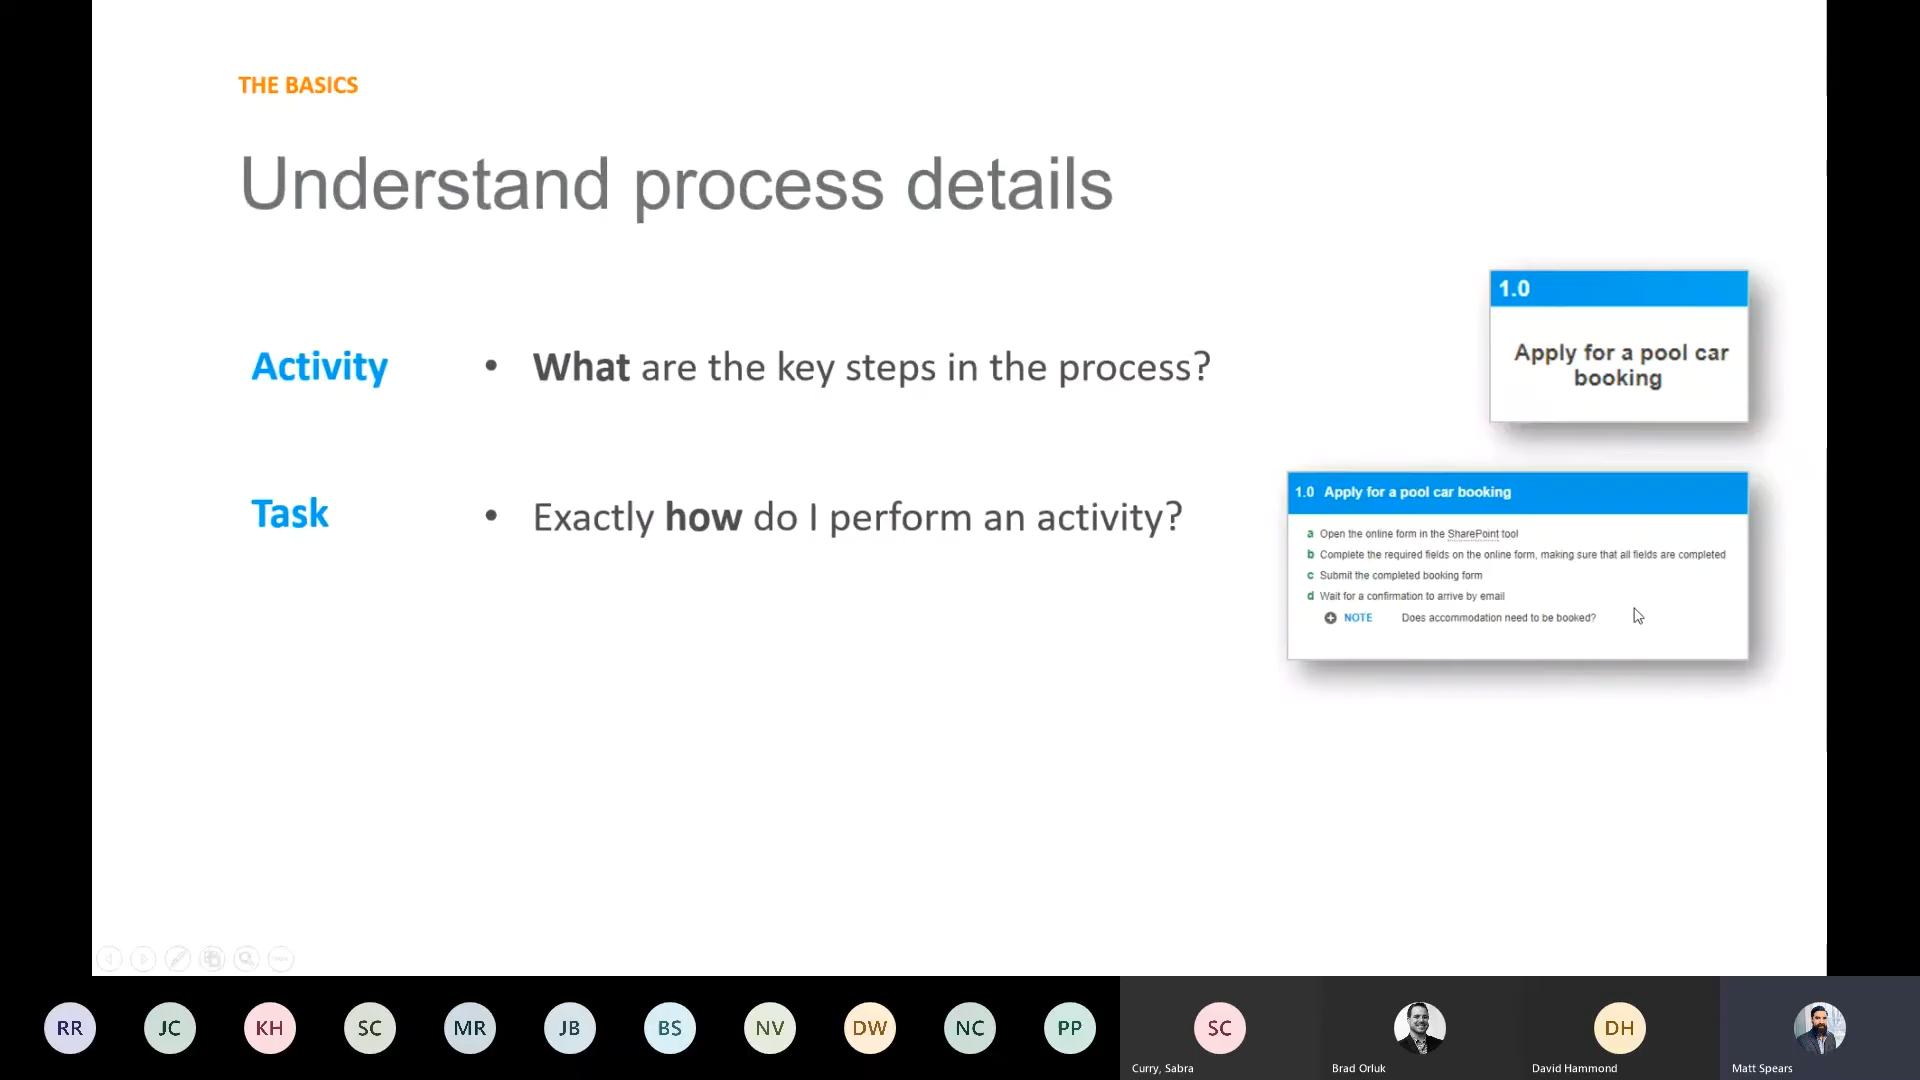 THE BASICS
Understand process details
Activity
• What are the key steps in the process?
1.0
Apply for a pool car
booking
Task
• Exactly how do I perform an activity?
1.0 Apply for a pool car booking
a Open the online form in the SharePoint tool
b Complete the required fields on the online form, making sure that all fields are completed
c Submit the completed booking form
d Wait for a confirmation to arrive by email
NOTE Does accommodation need to be booked?
RR JC KH SC MR JB BS NV DW NC PP SC DH
Curry, Sabra Brad Orluk David Hammond Matt Spears